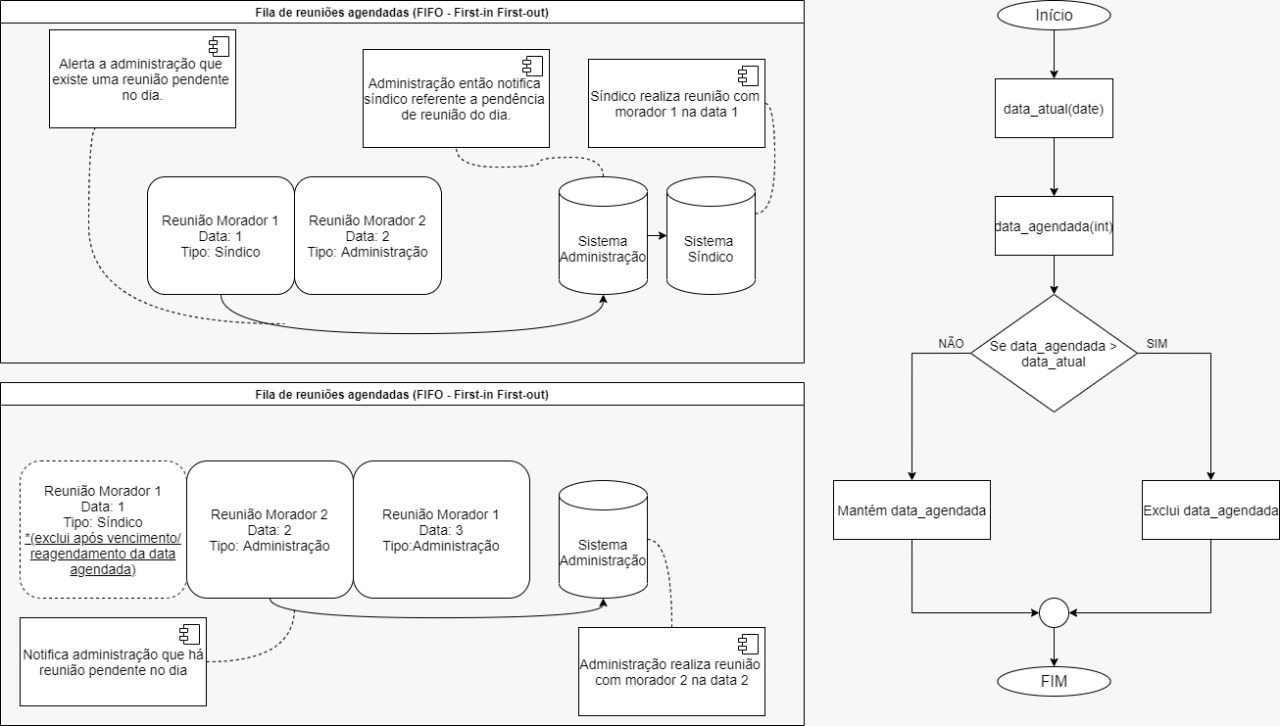 Fila de reuniões agendadas (FIFO - First-in First-out)
Alerta a administração que
existe uma reunião pendente
no dia.
Administração então notifica
síndico referente a pendência
de reunião do dia.
Síndico realiza reunião com
morador 1 na data 1
Reunião Morador 1
Data: 1
Tipo: Síndico
Reunião Morador 2
Data: 2
Tipo: Administração
Sistema
Administração
Sistema
Síndico
Fila de reuniões agendadas (FIFO - First-in First-out)
Reunião Morador 1
Data: 1
Tipo: Síndico
*(exclui após vencimento/
reagendamento da data
agendada)
Reunião Morador 2
Data: 2
Tipo: Administração
Reunião Morador 1
Data: 3
Tipo:Administração
Sistema
Administração
Notifica administração que há
reunião pendente no dia
Administração realiza reunião
com morador 2 na data 2
Início
data_atual(date)
data_agendada(int)
Se data_agendada >
data_atual
NÃO
SIM
Mantém data_agendada
Exclui data_agendada
FIM